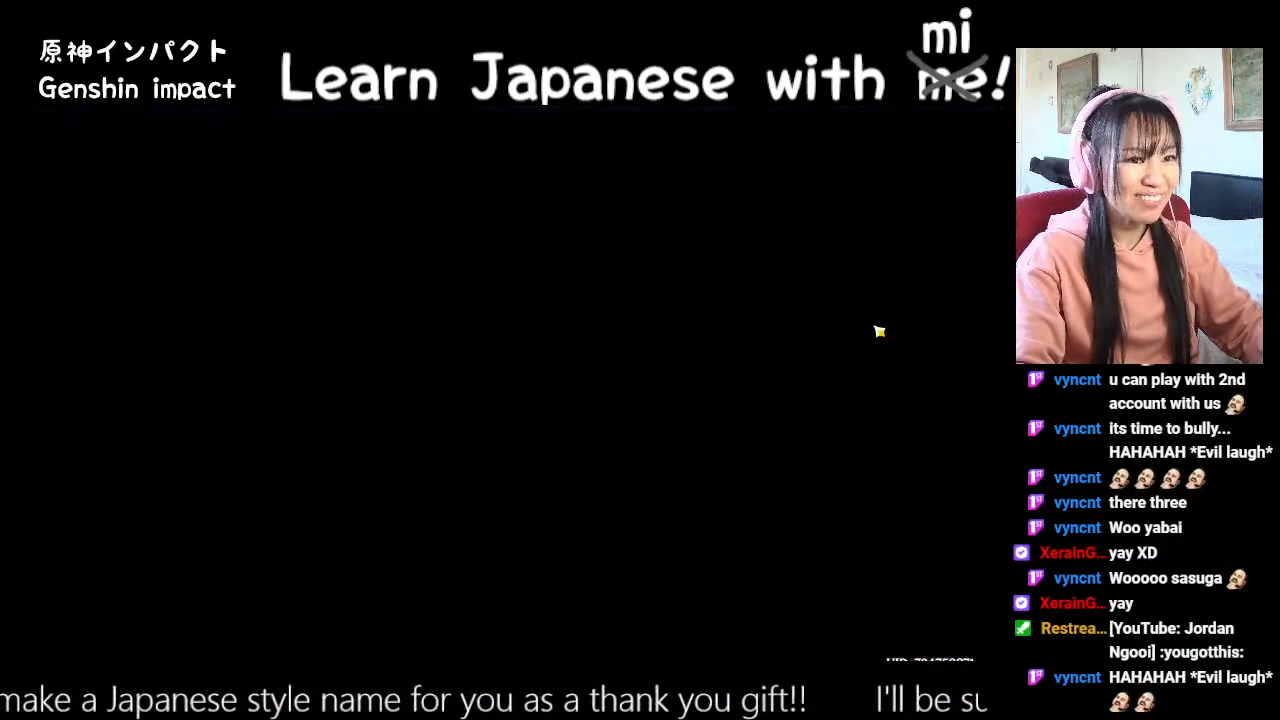 原神インパクト
Genshin impact
Learn Japanese with me!
mi
vyncnt u can play with 2nd
account with us
vyncnt its time to bully...
HAHAHAH *Evil laugh*
vyncnt
vyncnt there three
vyncnt Woo yabai
XerainG... yay XD
vyncnt Wooooo sasuga
XerainG... yay
Restrea... [YouTube: Jordan
Ngooi] :yougotthis:
vyncnt HAHAHAH *Evil laugh*
make a Japanese style name for you as a thank you gift!! I'll be su